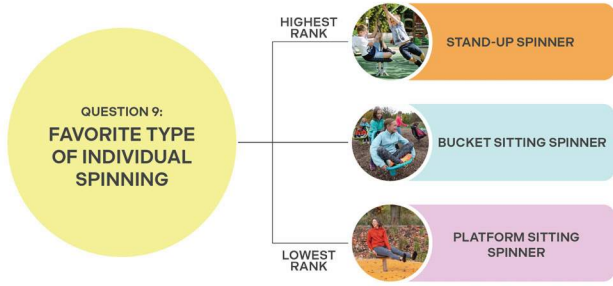 QUESTION 9:
FAVORITE TYPE
OF INDIVIDUAL
SPINNING
HIGHEST
RANK
STAND-UP SPINNER
BUCKET SITTING SPINNER
PLATFORM SITTING
SPINNER
LOWEST
RANK